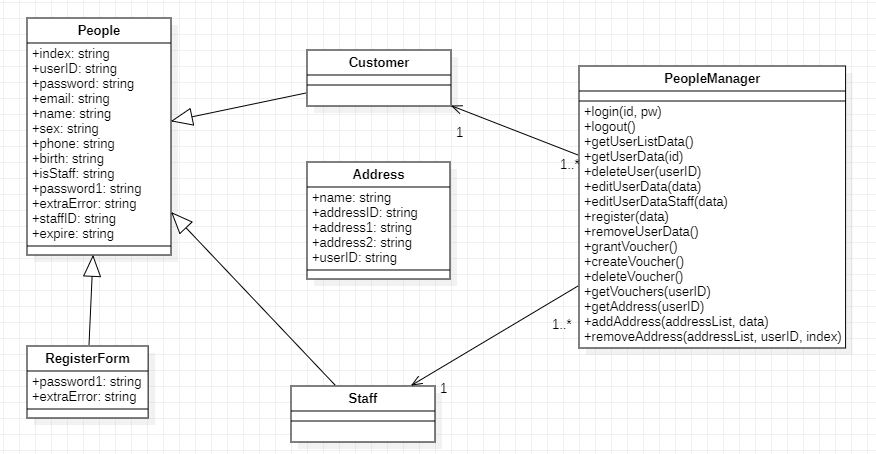 People
+index: string
+userID: string
+password: string
+email: string
+name: string
+sex: string
+phone: string
+birth: string
+isStaff: string
+password1: string
+extraError: string
+staffID: string
+expire: string
RegisterForm
+password1: string
+extraError: string
Customer
Address
+name: string
+addressID: string
+address1: string
+address2: string
+userID: string
Staff
1
1..*
1..*
1
PeopleManager
+login(id, pw)
+logout()
+getUserListData()
+getUserData(id)
+deleteUser(userID)
+editUserData(data)
+editUserDataStaff(data)
+register(data)
+removeUserData()
+grantVoucher()
+createVoucher()
+deleteVoucher()
+getVouchers(userID)
+getAddress(userID)
+addAddress(addressList, data)
+removeAddress(addressList, userID, index)